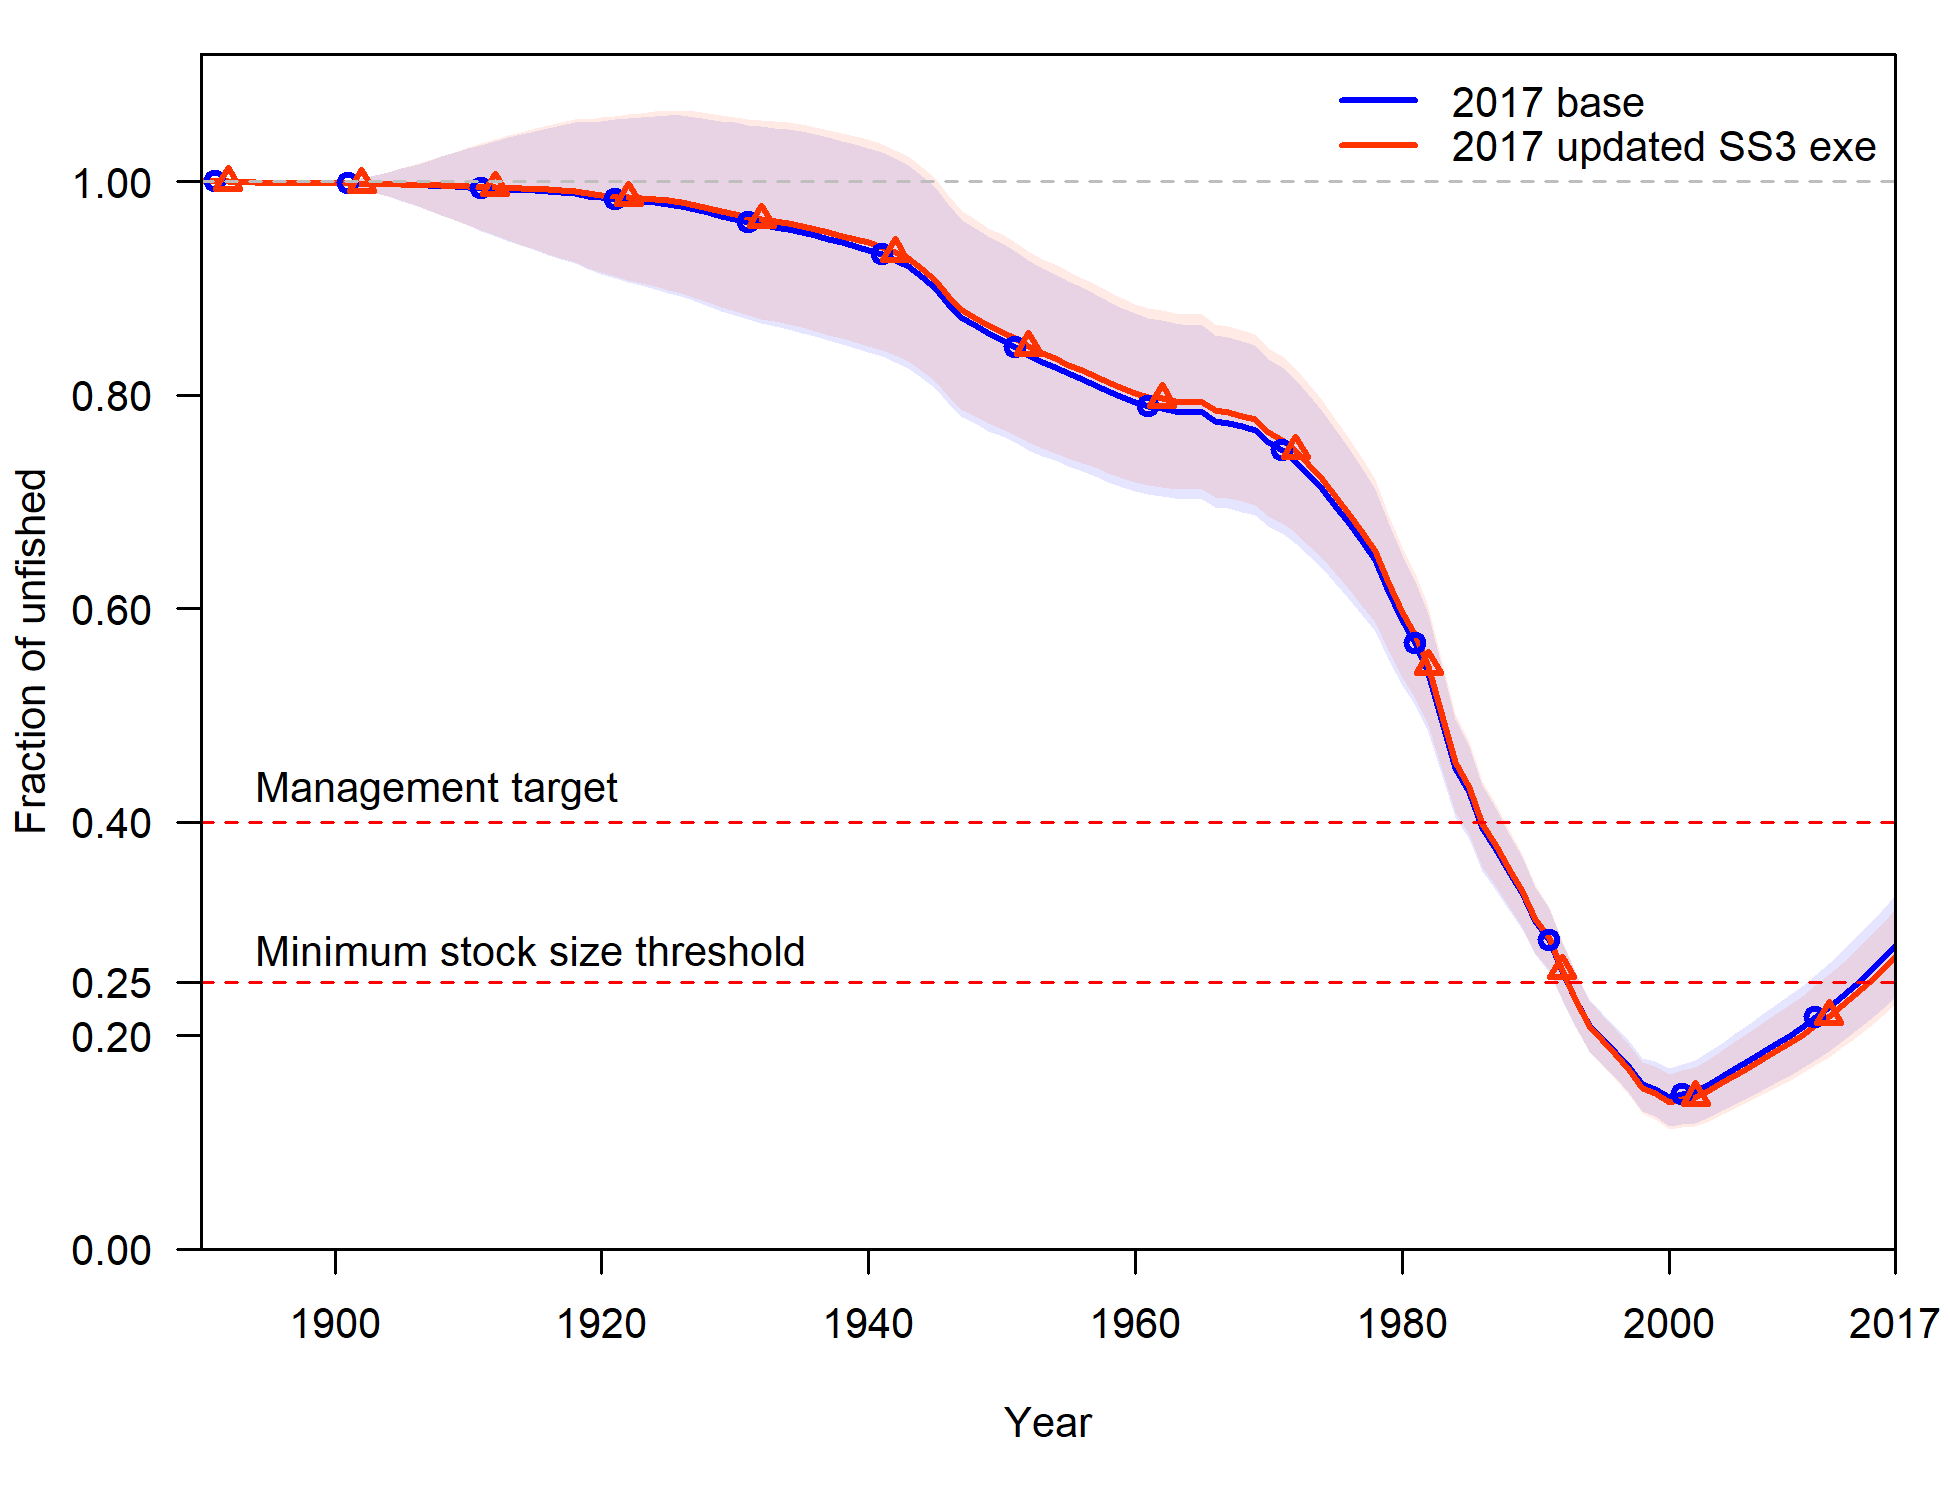 2017 base
2017 updated SS3 exe
1.00
0.80
0.60
0.40
0.25
0.20
0.00
Fraction of unfished
Management target
Minimum stock size threshold
1900
1920
1940
1960
1980
2000
2017
Year